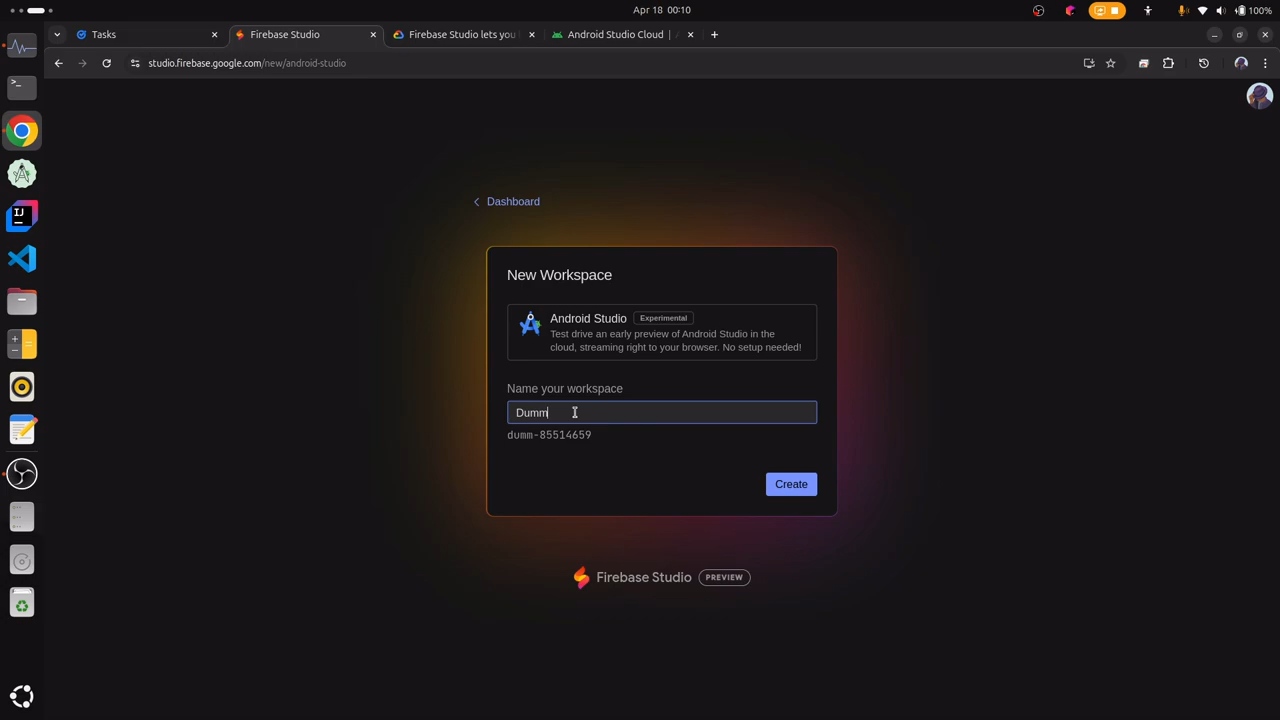 Apr 18 00:10
100%
Tasks
Firebase Studio
Firebase Studio lets you
Android Studio Cloud | A
studio.firebase.google.com/new/android-studio
Dashboard
New Workspace
Android Studio Experimental
Test drive an early preview of Android Studio in the
cloud, streaming right to your browser. No setup needed!
Name your workspace
Dumm
dumm-85514659
Create
Firebase Studio PREVIEW